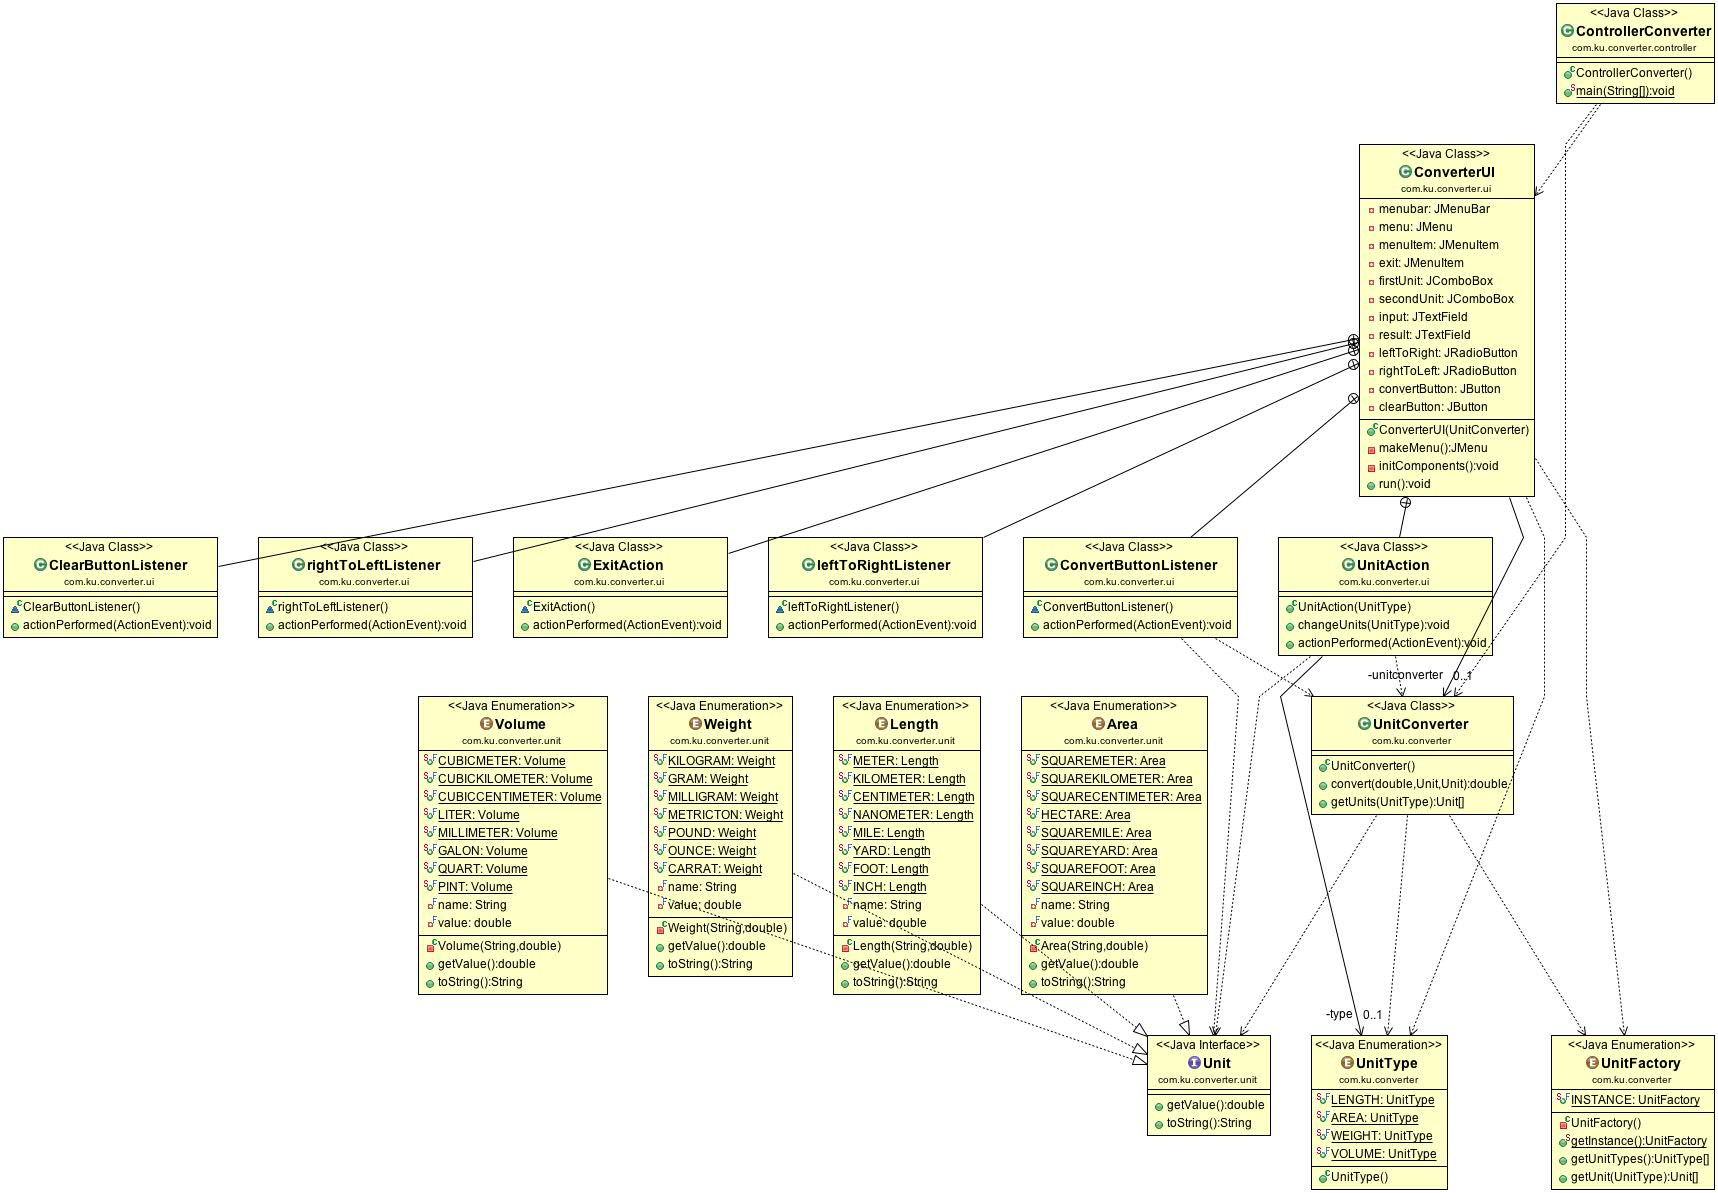 <<Java Class>>
ControllerConverter
com.ku.converter.controller
ControllerConverter()
main(String[]):void
<<Java Class>>
ConverterUI
com.ku.converter.ui
menubar: JMenuBar
menu: JMenu
menuItem: JMenuItem
exit: JMenuItem
firstUnit: JComboBox
secondUnit: JComboBox
input: JTextField
result: JTextField
leftToRight: JRadioButton
rightToLeft: JRadioButton
convertButton: JButton
clearButton: JButton
ConverterUI(UnitConverter)
makeMenu():JMenu
initComponents():void
run():void
<<Java Class>>
ClearButtonListener
com.ku.converter.ui
ClearButtonListener()
actionPerformed(ActionEvent):void
<<Java Class>>
rightToLeftListener
com.ku.converter.ui
rightToLeftListener()
actionPerformed(ActionEvent):void
<<Java Class>>
ExitAction
com.ku.converter.ui
ExitAction()
actionPerformed(ActionEvent):void
<<Java Class>>
leftToRightListener
com.ku.converter.ui
leftToRightListener()
actionPerformed(ActionEvent):void
<<Java Class>>
ConvertButtonListener
com.ku.converter.ui
ConvertButtonListener()
actionPerformed(ActionEvent):void
<<Java Class>>
UnitAction
com.ku.converter.ui
UnitAction(UnitType)
changeUnits(UnitType):void
actionPerformed(ActionEvent):void
-unitconverter 0..1
<<Java Enumeration>>
Volume
com.ku.converter.unit
CUBICMETER: Volume
CUBICKILOMETER: Volume
CUBICCENTIMETER: Volume
LITER: Volume
MILLIMETER: Volume
GALON: Volume
QUART: Volume
PINT: Volume
name: String
value: double
Volume(String,double)
getValue():double
toString():String
<<Java Enumeration>>
Weight
com.ku.converter.unit
KILOGRAM: Weight
GRAM: Weight
MILLIGRAM: Weight
METRICTON: Weight
POUND: Weight
OUNCE: Weight
CARRAT: Weight
name: String
value: double
Weight(String,double)
getValue():double
toString():String
<<Java Enumeration>>
Length
com.ku.converter.unit
METER: Length
KILOMETER: Length
CENTIMETER: Length
NANOMETER: Length
MILE: Length
YARD: Length
FOOT: Length
INCH: Length
name: String
value: double
Length(String,double)
getValue():double
toString():String
<<Java Enumeration>>
Area
com.ku.converter.unit
SQUAREMETER: Area
SQUAREKILOMETER: Area
SQUARECENTIMETER: Area
HECTARE: Area
SQUAREMILE: Area
SQUAREYARD: Area
SQUAREFOOT: Area
SQUAREINCH: Area
name: String
value: double
Area(String,double)
getValue():double
toString():String
<<Java Class>>
UnitConverter
com.ku.converter
UnitConverter()
convert(double,Unit,Unit):double
getUnits(UnitType):Unit[]
-type 0..1
<<Java Interface>>
Unit
com.ku.converter.unit
getValue():double
toString():String
<<Java Enumeration>>
UnitType
com.ku.converter
LENGTH: UnitType
AREA: UnitType
WEIGHT: UnitType
VOLUME: UnitType
UnitType()
<<Java Enumeration>>
UnitFactory
com.ku.converter
INSTANCE: UnitFactory
UnitFactory()
getInstance():UnitFactory
getUnitTypes():UnitType[]
getUnit(UnitType):Unit[]